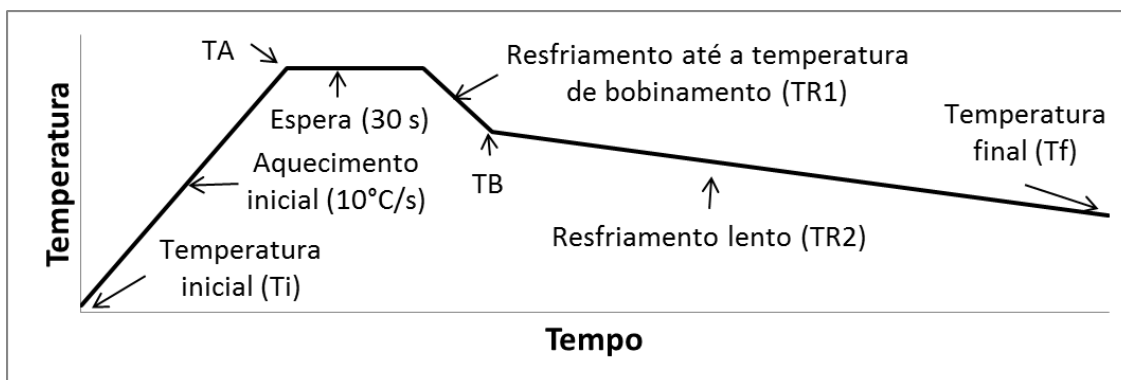 TA
Resfriamento até a temperatura
de bobinamento (TR1)
Espera (30 s)
Temperatura
final (Tf)
Aquecimento
inicial (10°C/s)
TB
Resfriamento lento (TR2)
Temperatura
inicial (Ti)
Temperatura
Tempo